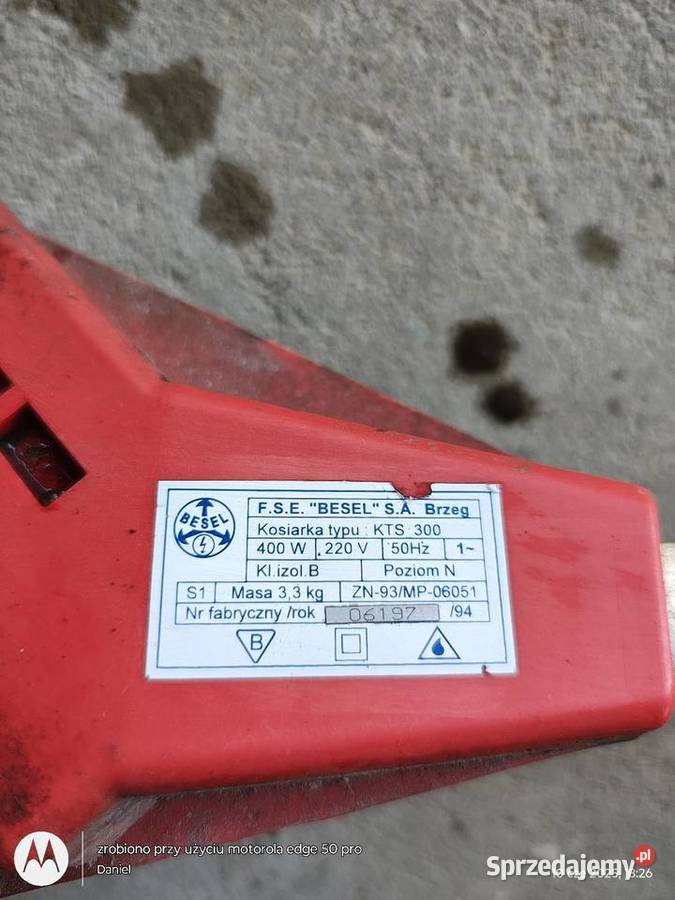 BESEL
F.S.E. "BESEL" S.A. Brzeg
Kosiarka typu : KTS 300
400 W 220 V 50Hz 1~
Kl.izol.B Poziom N
S1 Masa 3,3 kg ZN-93/MP-06051
Nr fabryczny /rok 06197 /94
B
zrobiono przy użyciu motorola edge 50 pro
Daniel
Sprzedajemy.pl